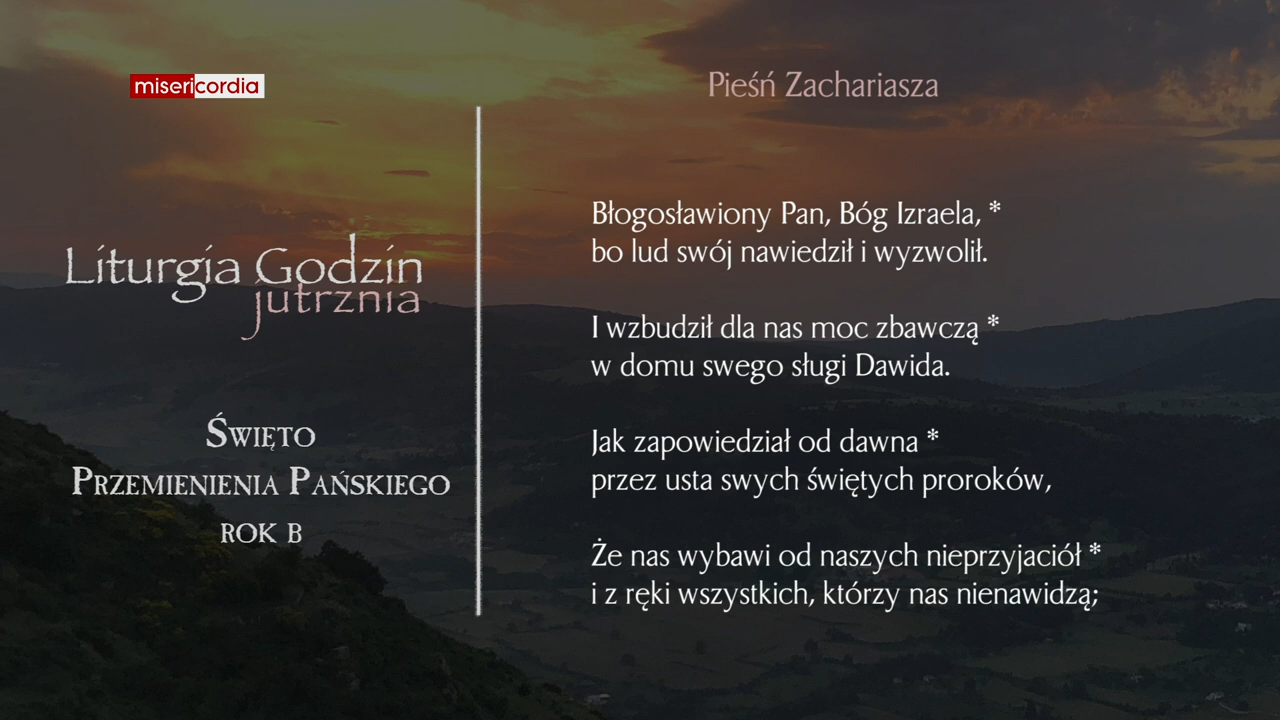 misericordia
Liturgia Godzin
jutrznia
Święto
Przemienienia Pańskiego
rok B
Pieśń Zachariasza
Błogosławiony Pan, Bóg Izraela, *
bo lud swój nawiedził i wyzwolił.
I wzbudził dla nas moc zbawczą *
w domu swego sługi Dawida.
Jak zapowiedział od dawna *
przez usta swych świętych proroków,
Że nas wybawi od naszych nieprzyjaciół *
i z ręki wszystkich, którzy nas nienawidzą;